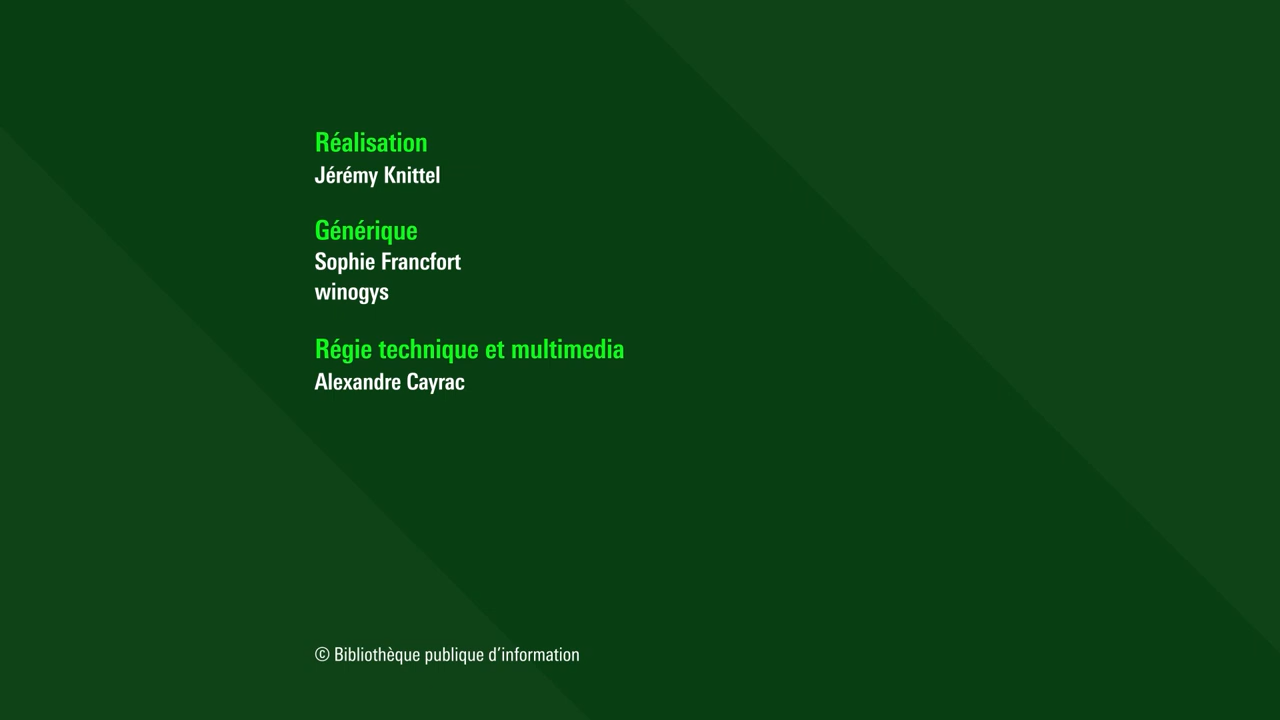 Réalisation
Jérémy Knittel
Générique
Sophie Francfort
winogys
Régie technique et multimedia
Alexandre Cayrac
© Bibliothèque publique d’information